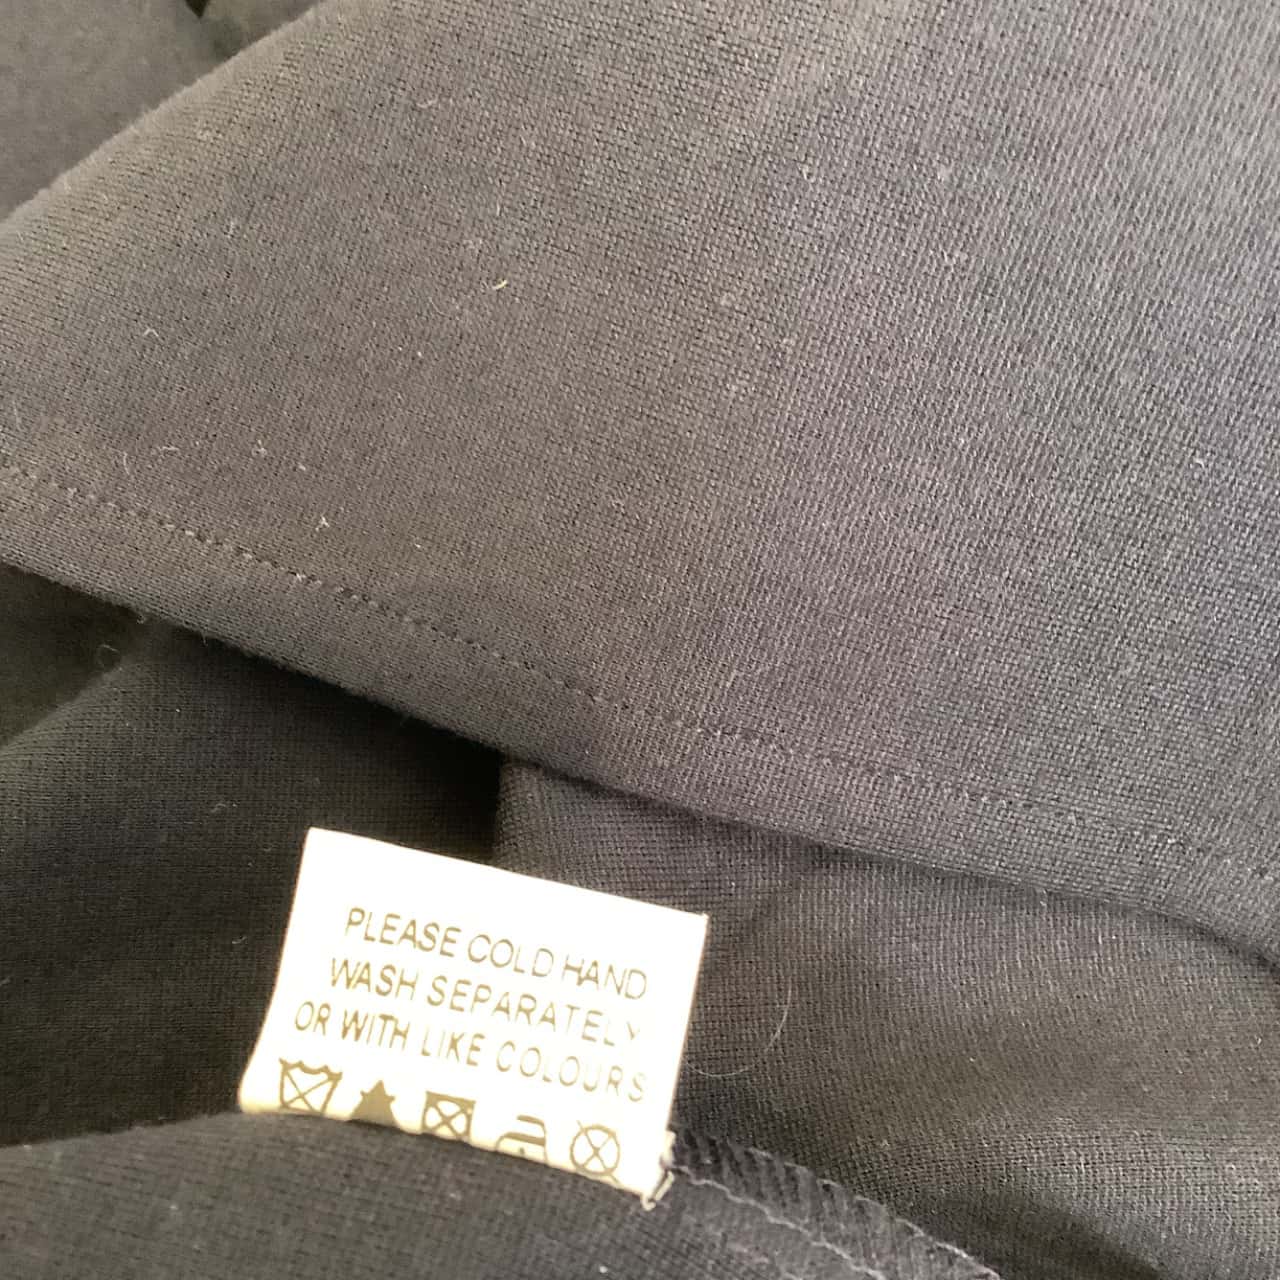 PLEASE COLD HAND
WASH SEPARATELY
OR WITH LIKE COLOURS